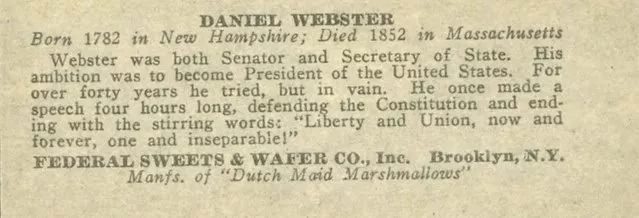 DANIEL WEBSTER
Born 1782 in New Hampshire; Died 1852 in Massachusetts
Webster was both Senator and Secretary of State. His
ambition was to become President of the United States. For
over forty years he tried, but in vain. He once made a
speech four hours long, defending the Constitution and end-
ing with the stirring words: "Liberty and Union, now and
forever, one and inseparable!"
FEDERAL SWEETS & WAFER CO., Inc. Brooklyn, N.Y.
Manfs. of "Dutch Maid Marshmallows"